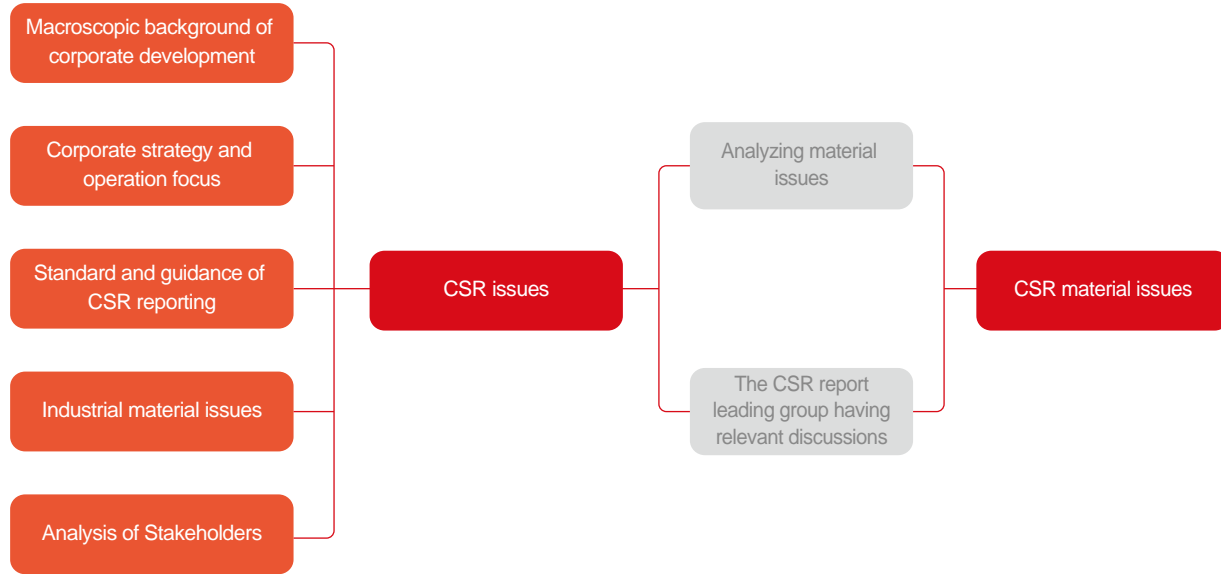 Macroscopic background of
corporate development
Corporate strategy and
operation focus
Standard and guidance of
CSR reporting
Industrial material issues
Analysis of Stakeholders
CSR issues
Analyzing material
issues
The CSR report
leading group having
relevant discussions
CSR material issues